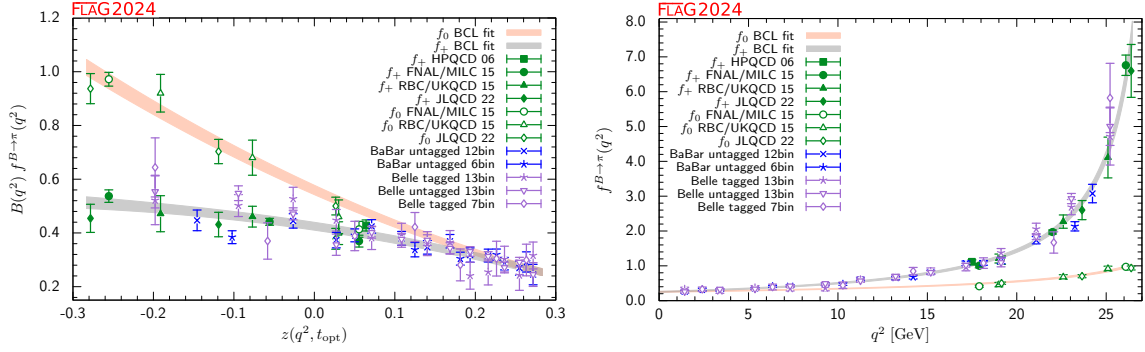 FLAG2024
B(q²) f^{B→π}(q²)
1.2
1.0
0.8
0.6
0.4
0.2
0.0
-0.3
-0.2
-0.1
0.0
0.1
0.2
0.3
z(q², t_opt)
f₀ BCL fit
f₊ BCL fit
f₊ HPQCD 06
f₊ FNAL/MILC 15
f₊ RBC/UKQCD 15
f₊ JLQCD 22
f₀ FNAL/MILC 15
f₀ RBC/UKQCD 15
f₀ JLQCD 22
BaBar untagged 12bin
BaBar untagged 6bin
Belle tagged 13bin
Belle untagged 13bin
Belle tagged 7bin
FLAG2024
f^{B→π}(q²)
8.0
7.0
6.0
5.0
4.0
3.0
2.0
1.0
0.0
0
5
10
15
20
25
q² [GeV]
f₀ BCL fit
f₊ BCL fit
f₊ HPQCD 06
f₊ FNAL/MILC 15
f₊ RBC/UKQCD 15
f₊ JLQCD 22
f₀ FNAL/MILC 15
f₀ RBC/UKQCD 15
f₀ JLQCD 22
BaBar untagged 12bin
BaBar untagged 6bin
Belle tagged 13bin
Belle untagged 13bin
Belle tagged 7bin